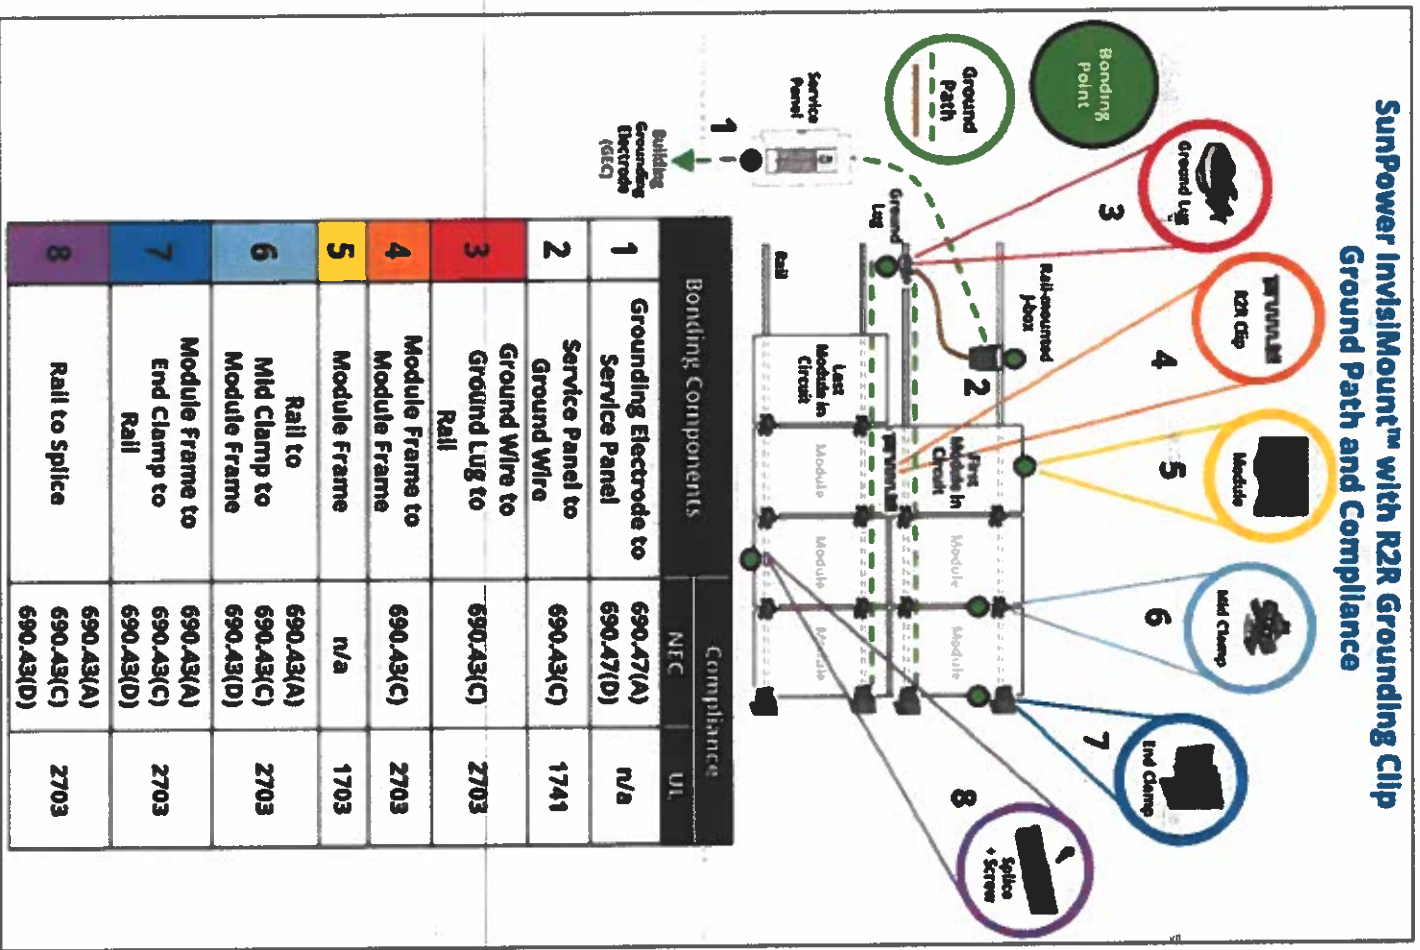 SunPower InvisiMount™ with R2R Grounding Clip
Ground Path and Compliance
Bonding
Point
Ground
Path
Ground Lug
3
R2R Clip
4
Module
5
Mid Clamp
6
End Clamp
7
Splice
+ Screw
8
Service
Panel
1
Building
Grounding
Electrode
(GEC)
Ground
Lug
Rail-mounted
J-box
2
Rail
First
Module in
Circuit
Module
Module
Last
Module in
Circuit
Module
Module
Module
Bonding Components
Compliance
NEC
UL
1
Grounding Electrode to
Service Panel
690.47(A)
690.47(D)
n/a
2
Service Panel to
Ground Wire
690.43(C)
1741
3
Ground Wire to
Ground Lug to
Rail
690.43(C)
2703
4
Module Frame to
Module Frame
690.43(C)
2703
5
Module Frame
n/a
1703
6
Rail to
Mid Clamp to
Module Frame
690.43(A)
690.43(C)
690.43(D)
2703
7
Module Frame to
End Clamp to
Rail
690.43(A)
690.43(C)
690.43(D)
2703
8
Rail to Splice
690.43(A)
690.43(C)
690.43(D)
2703